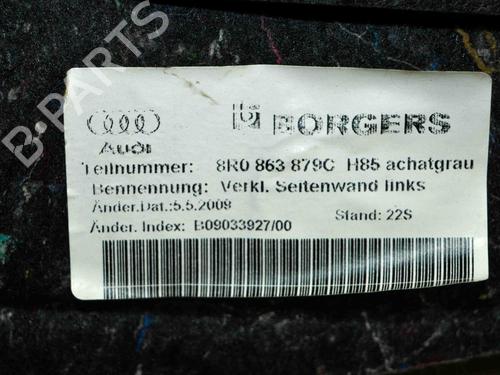 B-PARTS
BORGERS
Audi
Teilnummer: 8R0 863 879C H85 achatgrau
Bennennung: Verkl. Seitenwand links
Änder.Dat.:5.5.2009 Stand: 22S
Änder. Index: B09033927/00